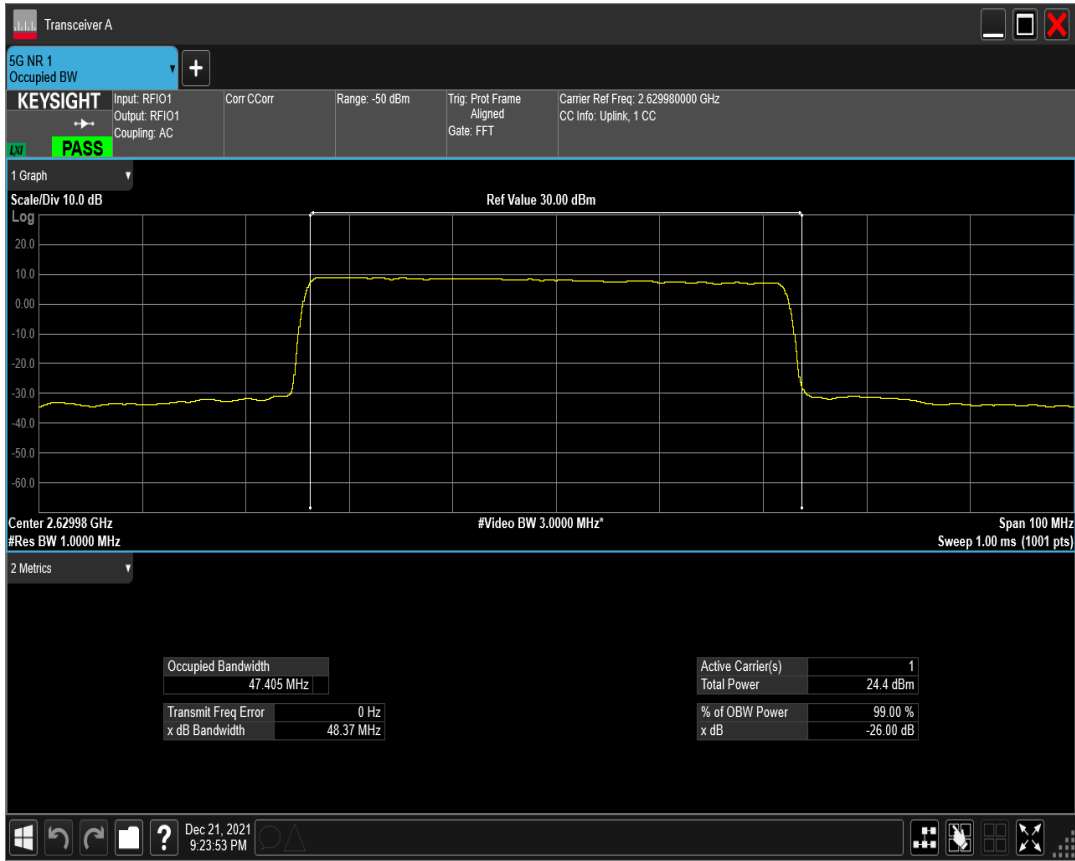 Transceiver A
5G NR 1
Occupied BW
KEYSIGHT
LXI
PASS
Input: RFIO1
Output: RFIO1
Coupling: AC
Corr CCorr
Range: -50 dBm
Trig: Prot Frame
Aligned
Gate: FFT
Carrier Ref Freq: 2.629980000 GHz
CC Info: Uplink, 1 CC
1 Graph
Scale/Div 10.0 dB
Ref Value 30.00 dBm
Log
20.0
10.0
0.00
-10.0
-20.0
-30.0
-40.0
-50.0
-60.0
Center 2.62998 GHz
#Video BW 3.0000 MHz*
Span 100 MHz
#Res BW 1.0000 MHz
Sweep 1.00 ms (1001 pts)
2 Metrics
Occupied Bandwidth
47.405 MHz
Transmit Freq Error 0 Hz
x dB Bandwidth 48.37 MHz
Active Carrier(s) 1
Total Power 24.4 dBm
% of OBW Power 99.00 %
x dB -26.00 dB
?
Dec 21, 2021
9:23:53 PM